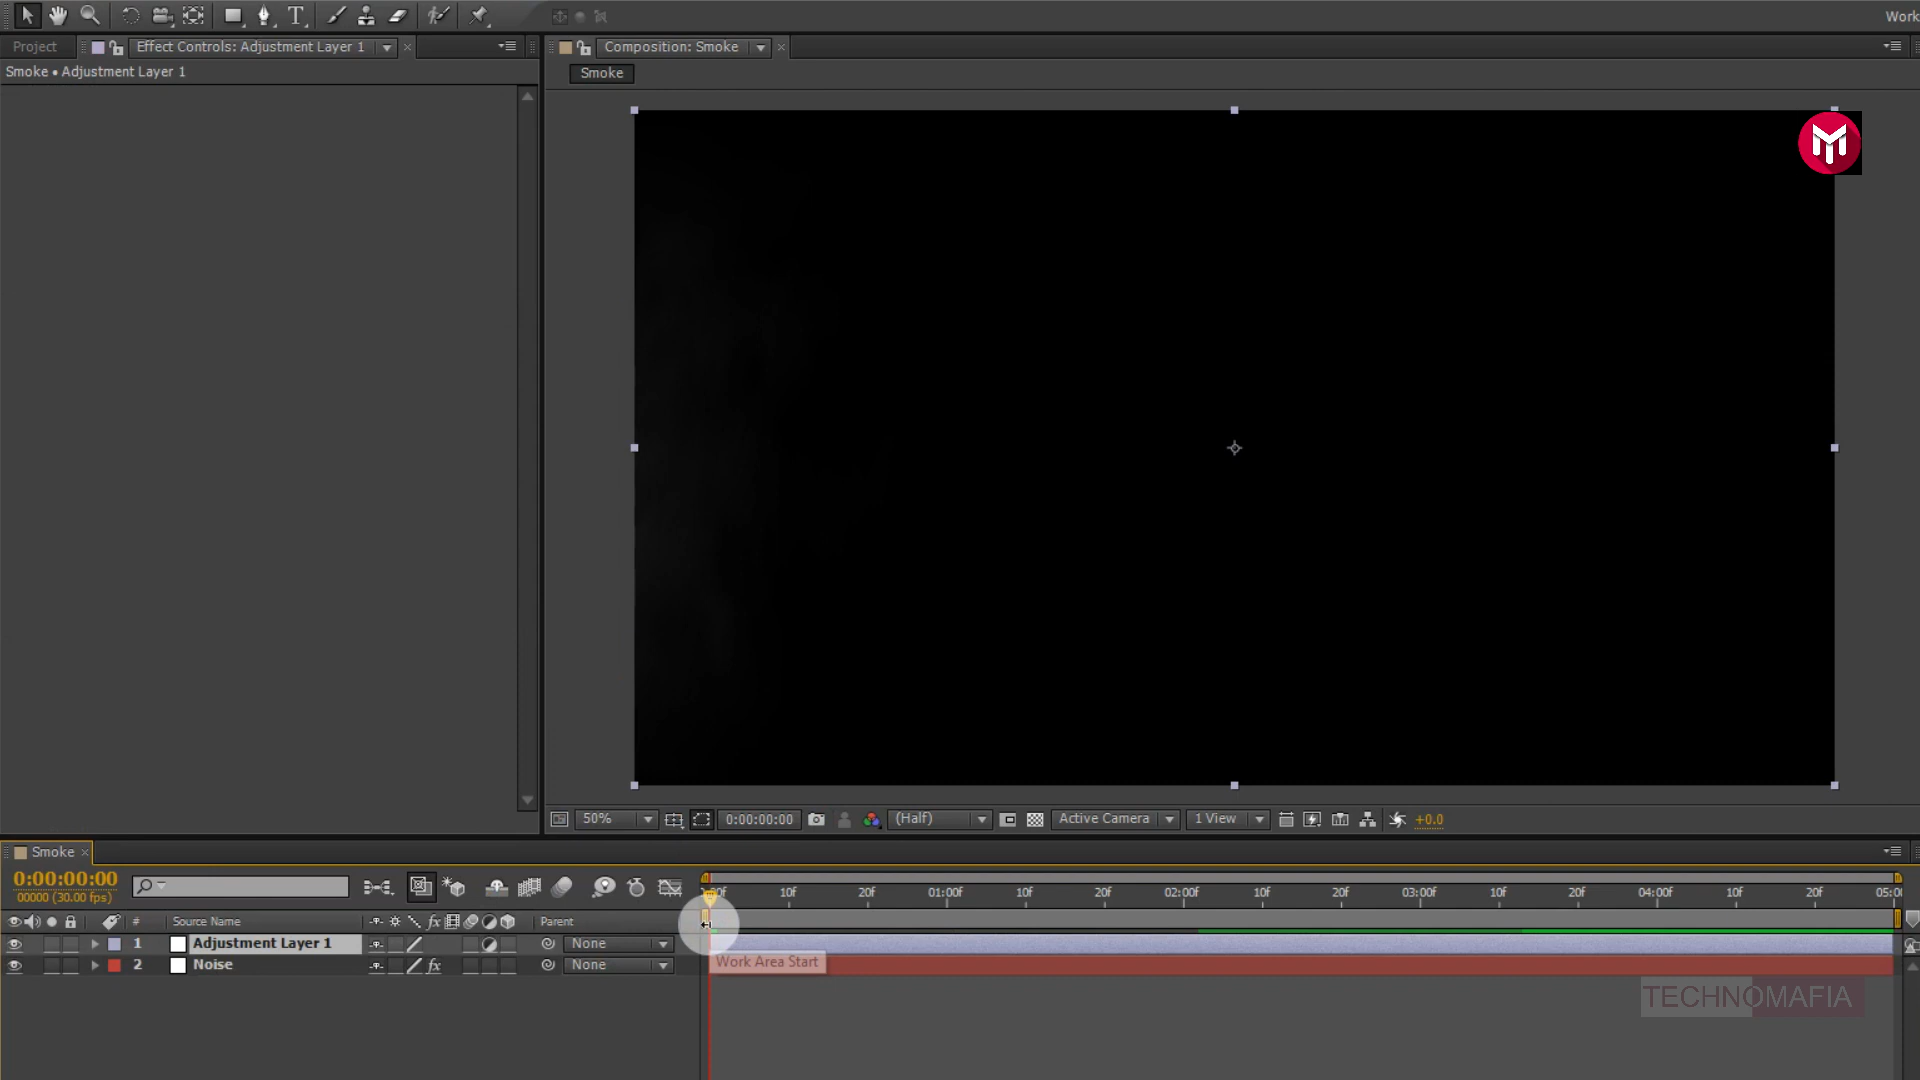 Work
Project
Effect Controls: Adjustment Layer 1
Composition: Smoke
Smoke • Adjustment Layer 1
Smoke
50%
0:00:00:00
(Half)
Active Camera
1 View
+0.0
Smoke
0:00:00:00
00000 (30.00 fps)
10f 20f 01:00f 10f 20f 02:00f 10f 20f 03:00f 10f 20f 04:00f 10f 20f
# Source Name fx Parent
1 Adjustment Layer 1 None
2 Noise fx None
Work Area Start
TECHNOMAFIA